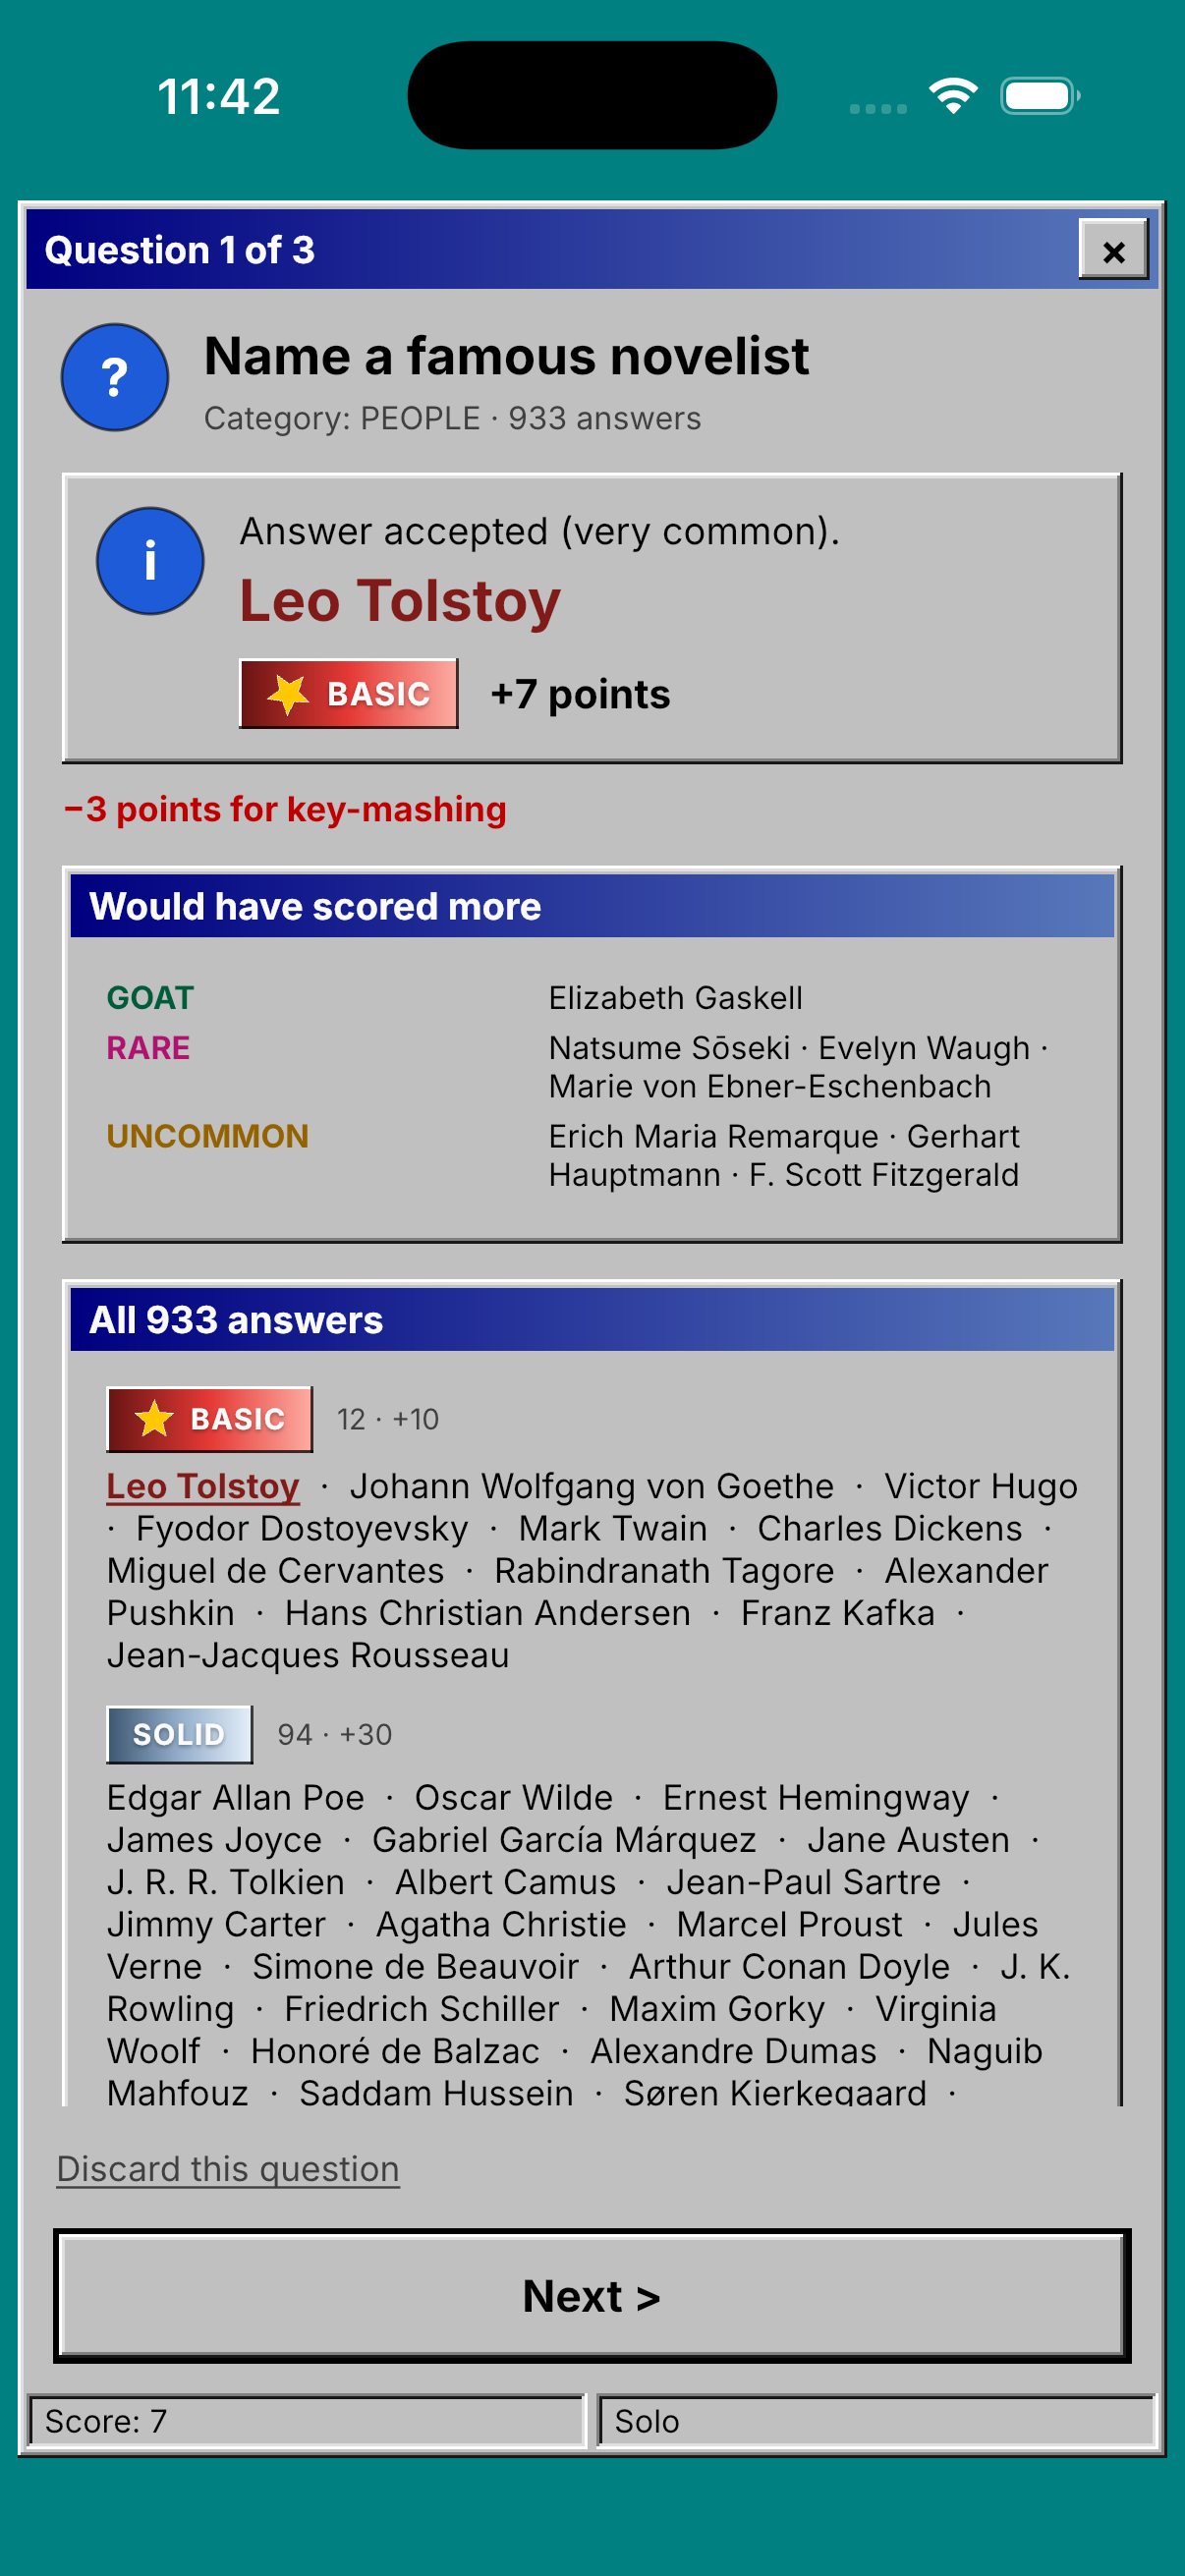 11:42
Question 1 of 3
×
?
Name a famous novelist
Category: PEOPLE · 933 answers
i
Answer accepted (very common).
Leo Tolstoy
BASIC +7 points
−3 points for key-mashing
Would have scored more
GOAT Elizabeth Gaskell
RARE Natsume Sōseki · Evelyn Waugh ·
Marie von Ebner-Eschenbach
UNCOMMON Erich Maria Remarque · Gerhart
Hauptmann · F. Scott Fitzgerald
All 933 answers
BASIC 12 · +10
Leo Tolstoy · Johann Wolfgang von Goethe · Victor Hugo
· Fyodor Dostoyevsky · Mark Twain · Charles Dickens ·
Miguel de Cervantes · Rabindranath Tagore · Alexander
Pushkin · Hans Christian Andersen · Franz Kafka ·
Jean-Jacques Rousseau
SOLID 94 · +30
Edgar Allan Poe · Oscar Wilde · Ernest Hemingway ·
James Joyce · Gabriel García Márquez · Jane Austen ·
J. R. R. Tolkien · Albert Camus · Jean-Paul Sartre ·
Jimmy Carter · Agatha Christie · Marcel Proust · Jules
Verne · Simone de Beauvoir · Arthur Conan Doyle · J. K.
Rowling · Friedrich Schiller · Maxim Gorky · Virginia
Woolf · Honoré de Balzac · Alexandre Dumas · Naguib
Mahfouz · Saddam Hussein · Søren Kierkegaard ·
Discard this question
Next >
Score: 7
Solo